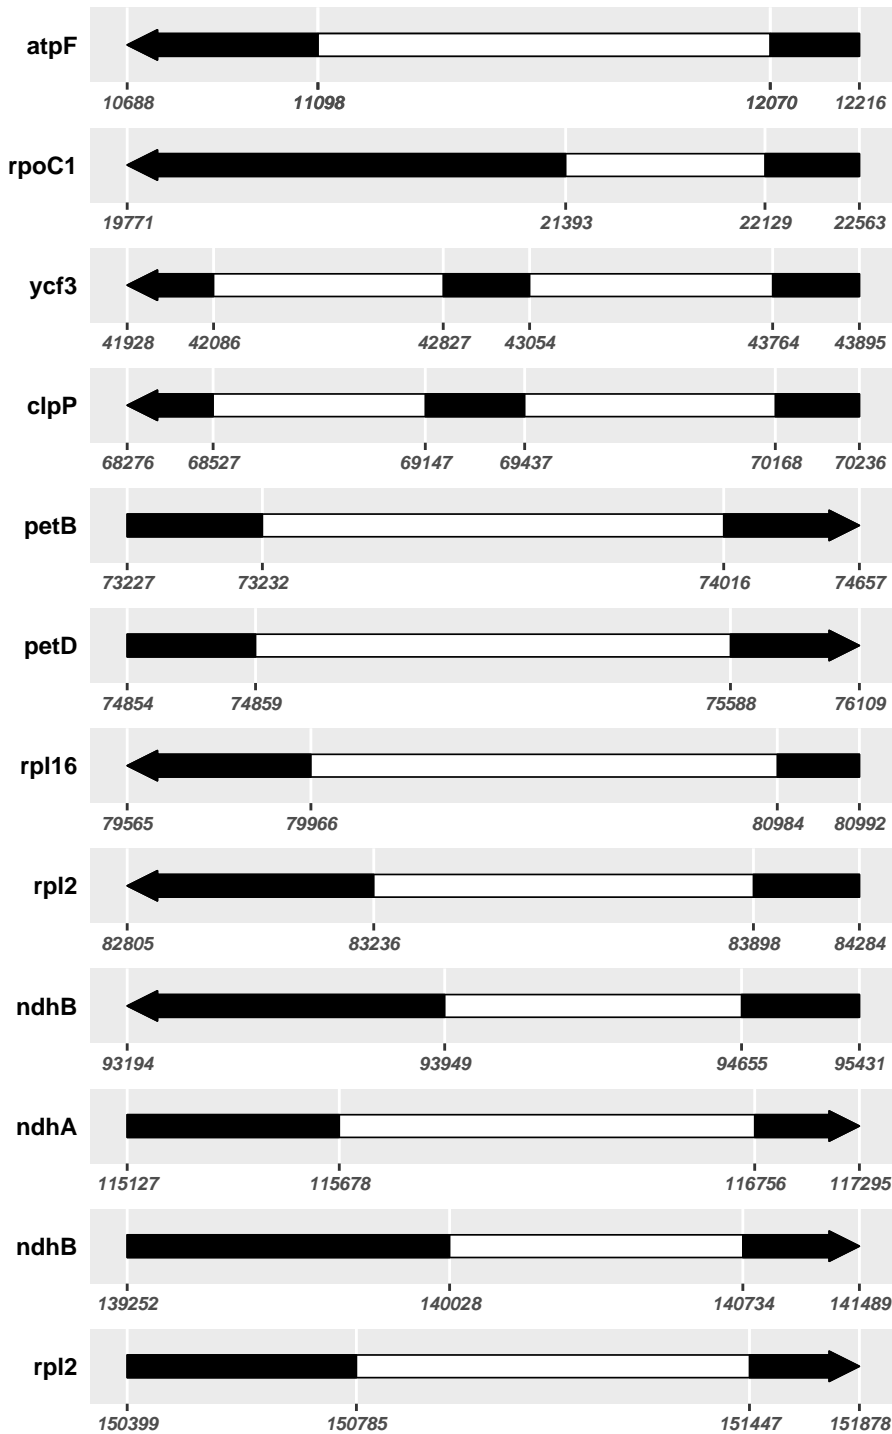 atpF
10688 11098 12070 12216
rpoC1
19771 21393 22129 22563
ycf3
41928 42086 42827 43054 43764 43895
clpP
68276 68527 69147 69437 70168 70236
petB
73227 73232 74016 74657
petD
74854 74859 75588 76109
rpl16
79565 79966 80984 80992
rpl2
82805 83236 83898 84284
ndhB
93194 93949 94655 95431
ndhA
115127 115678 116756 117295
ndhB
139252 140028 140734 141489
rpl2
150399 150785 151447 151878